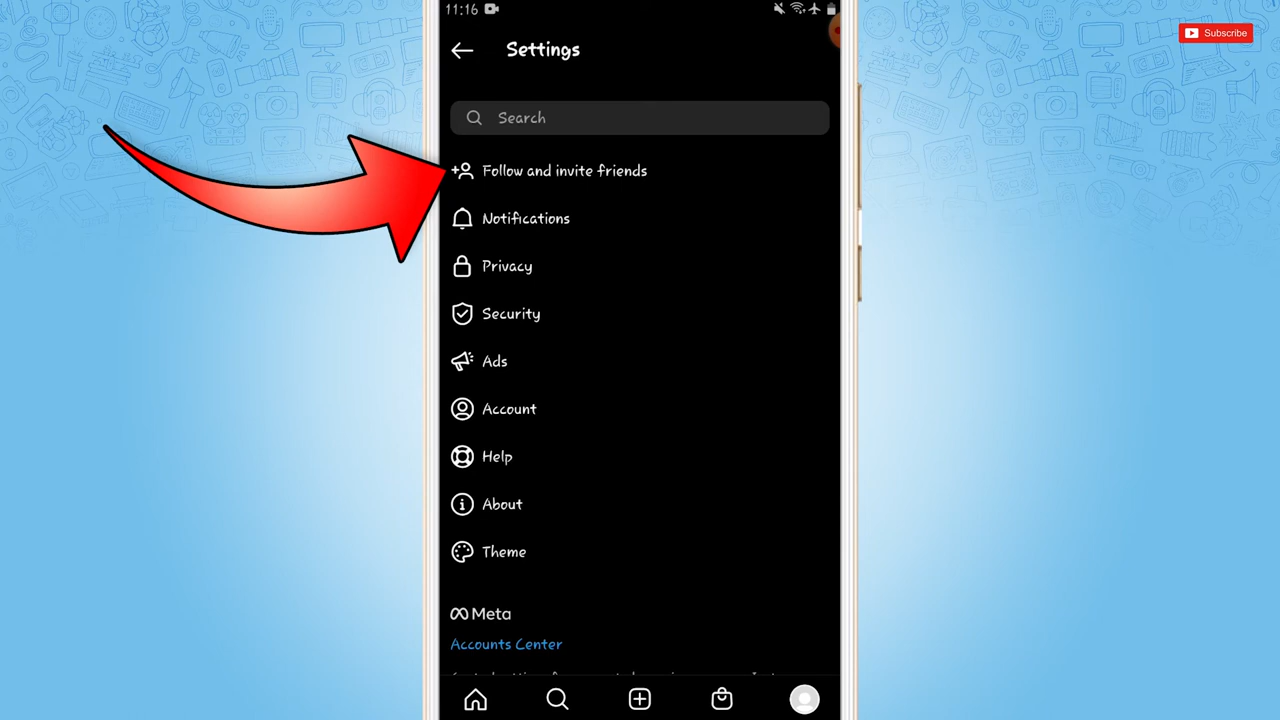 11:16
Subscribe
Settings
Search
Follow and invite friends
Notifications
Privacy
Security
Ads
Account
Help
About
Theme
Meta
Accounts Center